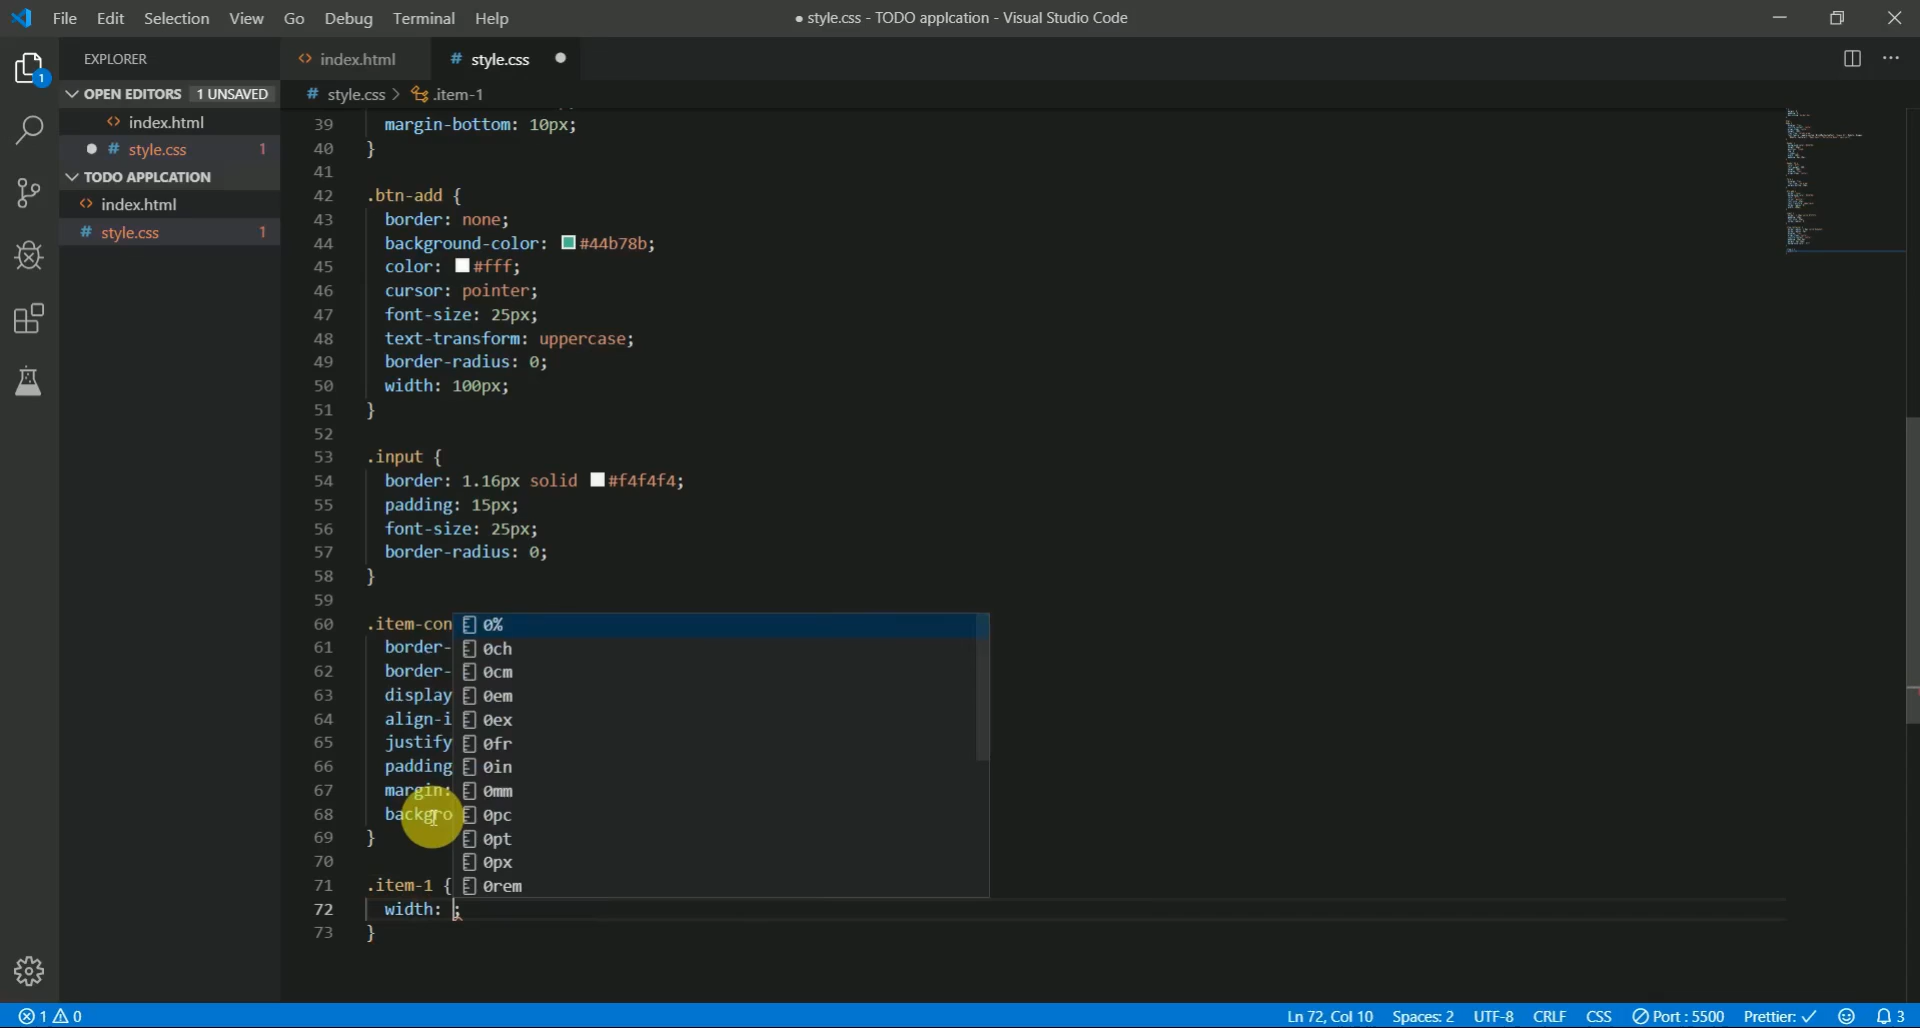 File Edit Selection View Go Debug Terminal Help
● style.css - TODO applcation - Visual Studio Code
EXPLORER
index.html
# style.css
OPEN EDITORS 1 UNSAVED
# style.css > .item-1
index.html
# style.css 1
TODO APPLCATION
index.html
# style.css 1
1
39 margin-bottom: 10px;
40 }
41
42 .btn-add {
43 border: none;
44 background-color: #44b78b;
45 color: #fff;
46 cursor: pointer;
47 font-size: 25px;
48 text-transform: uppercase;
49 border-radius: 0;
50 width: 100px;
51 }
52
53 .input {
54 border: 1.16px solid #f4f4f4;
55 padding: 15px;
56 font-size: 25px;
57 border-radius: 0;
58 }
59
60 .item-con
61 border-
62 border-
63 display
64 align-i
65 justify
66 padding
67 margin:
68 backgro
69 }
70
71 .item-1 {
72 width: ;
73 }
0%
0ch
0cm
0em
0ex
0fr
0in
0mm
0pc
0pt
0px
0rem
1 0
Ln 72, Col 10 Spaces: 2 UTF-8 CRLF CSS Port : 5500 Prettier: ✓ 3